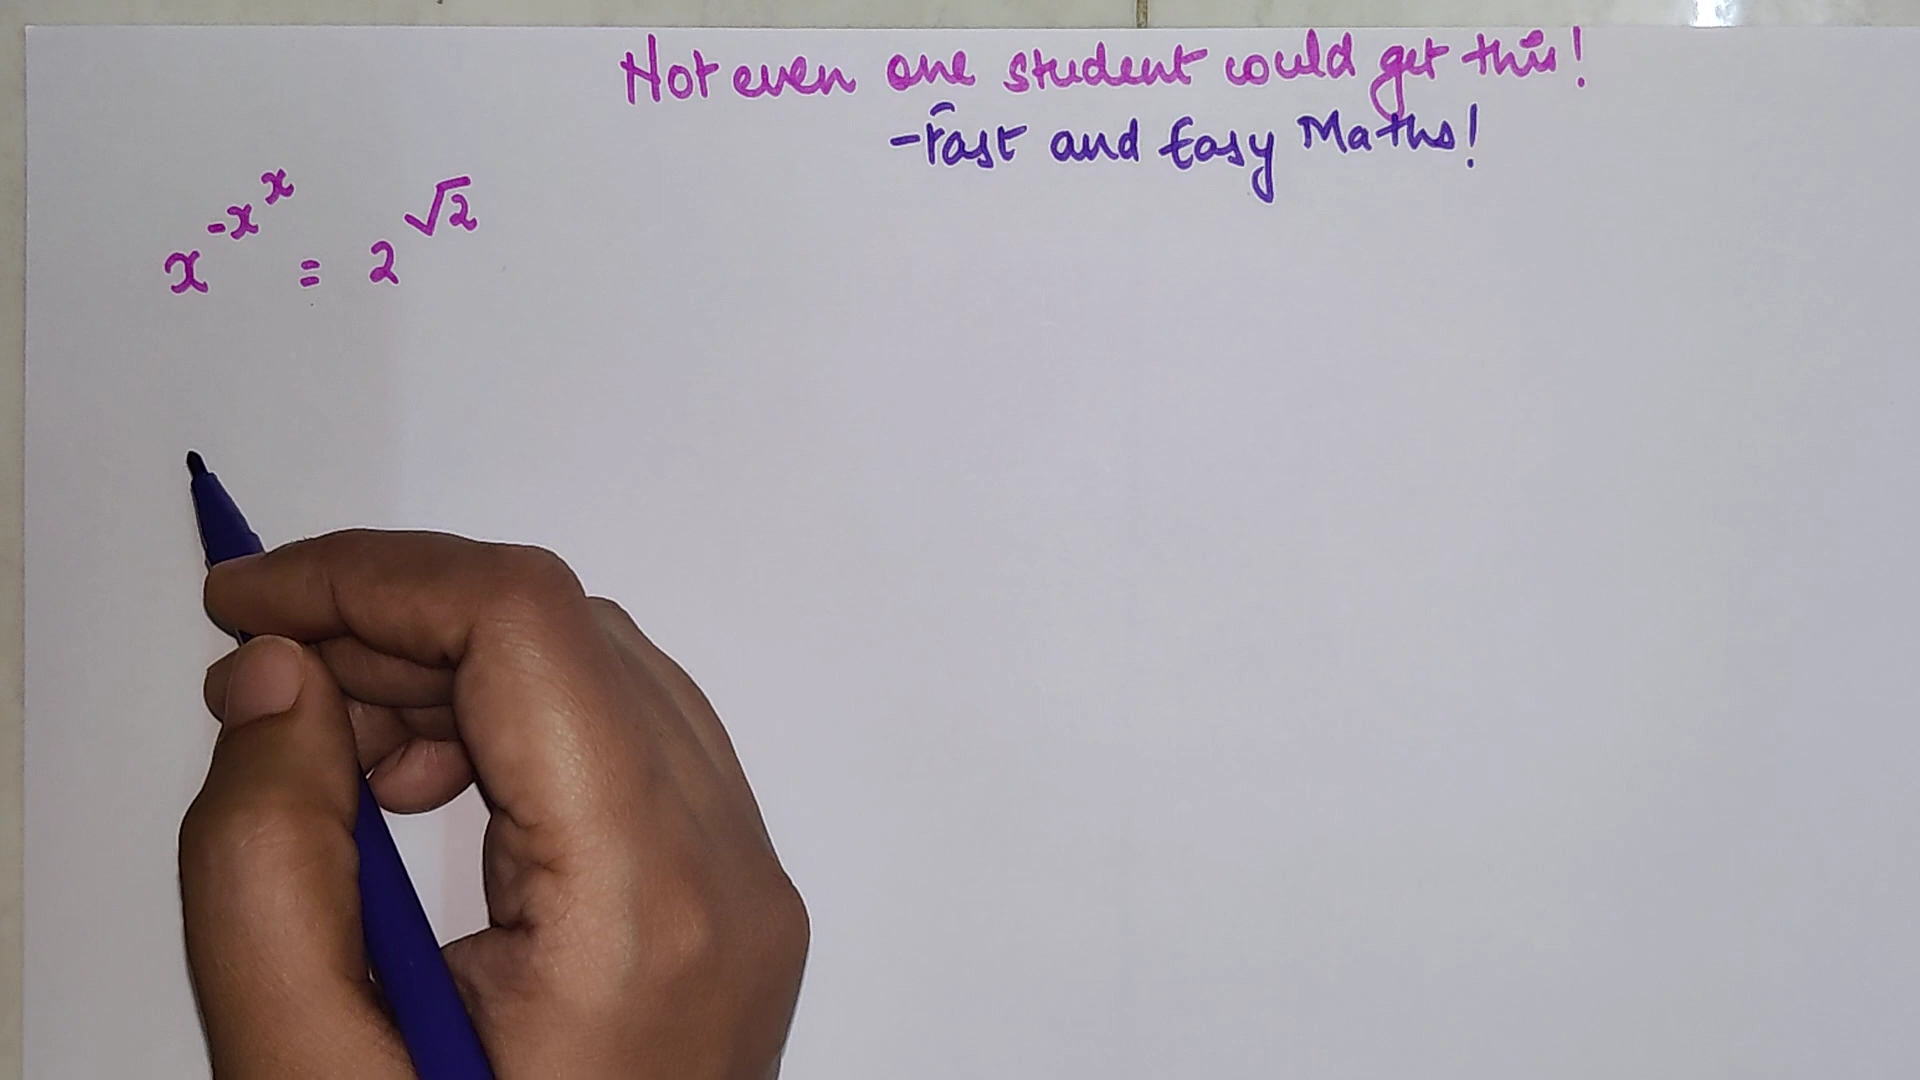 Not even one student could get this!
-Fast and Easy Maths!
x^{-x^{x}} = 2^{√2}